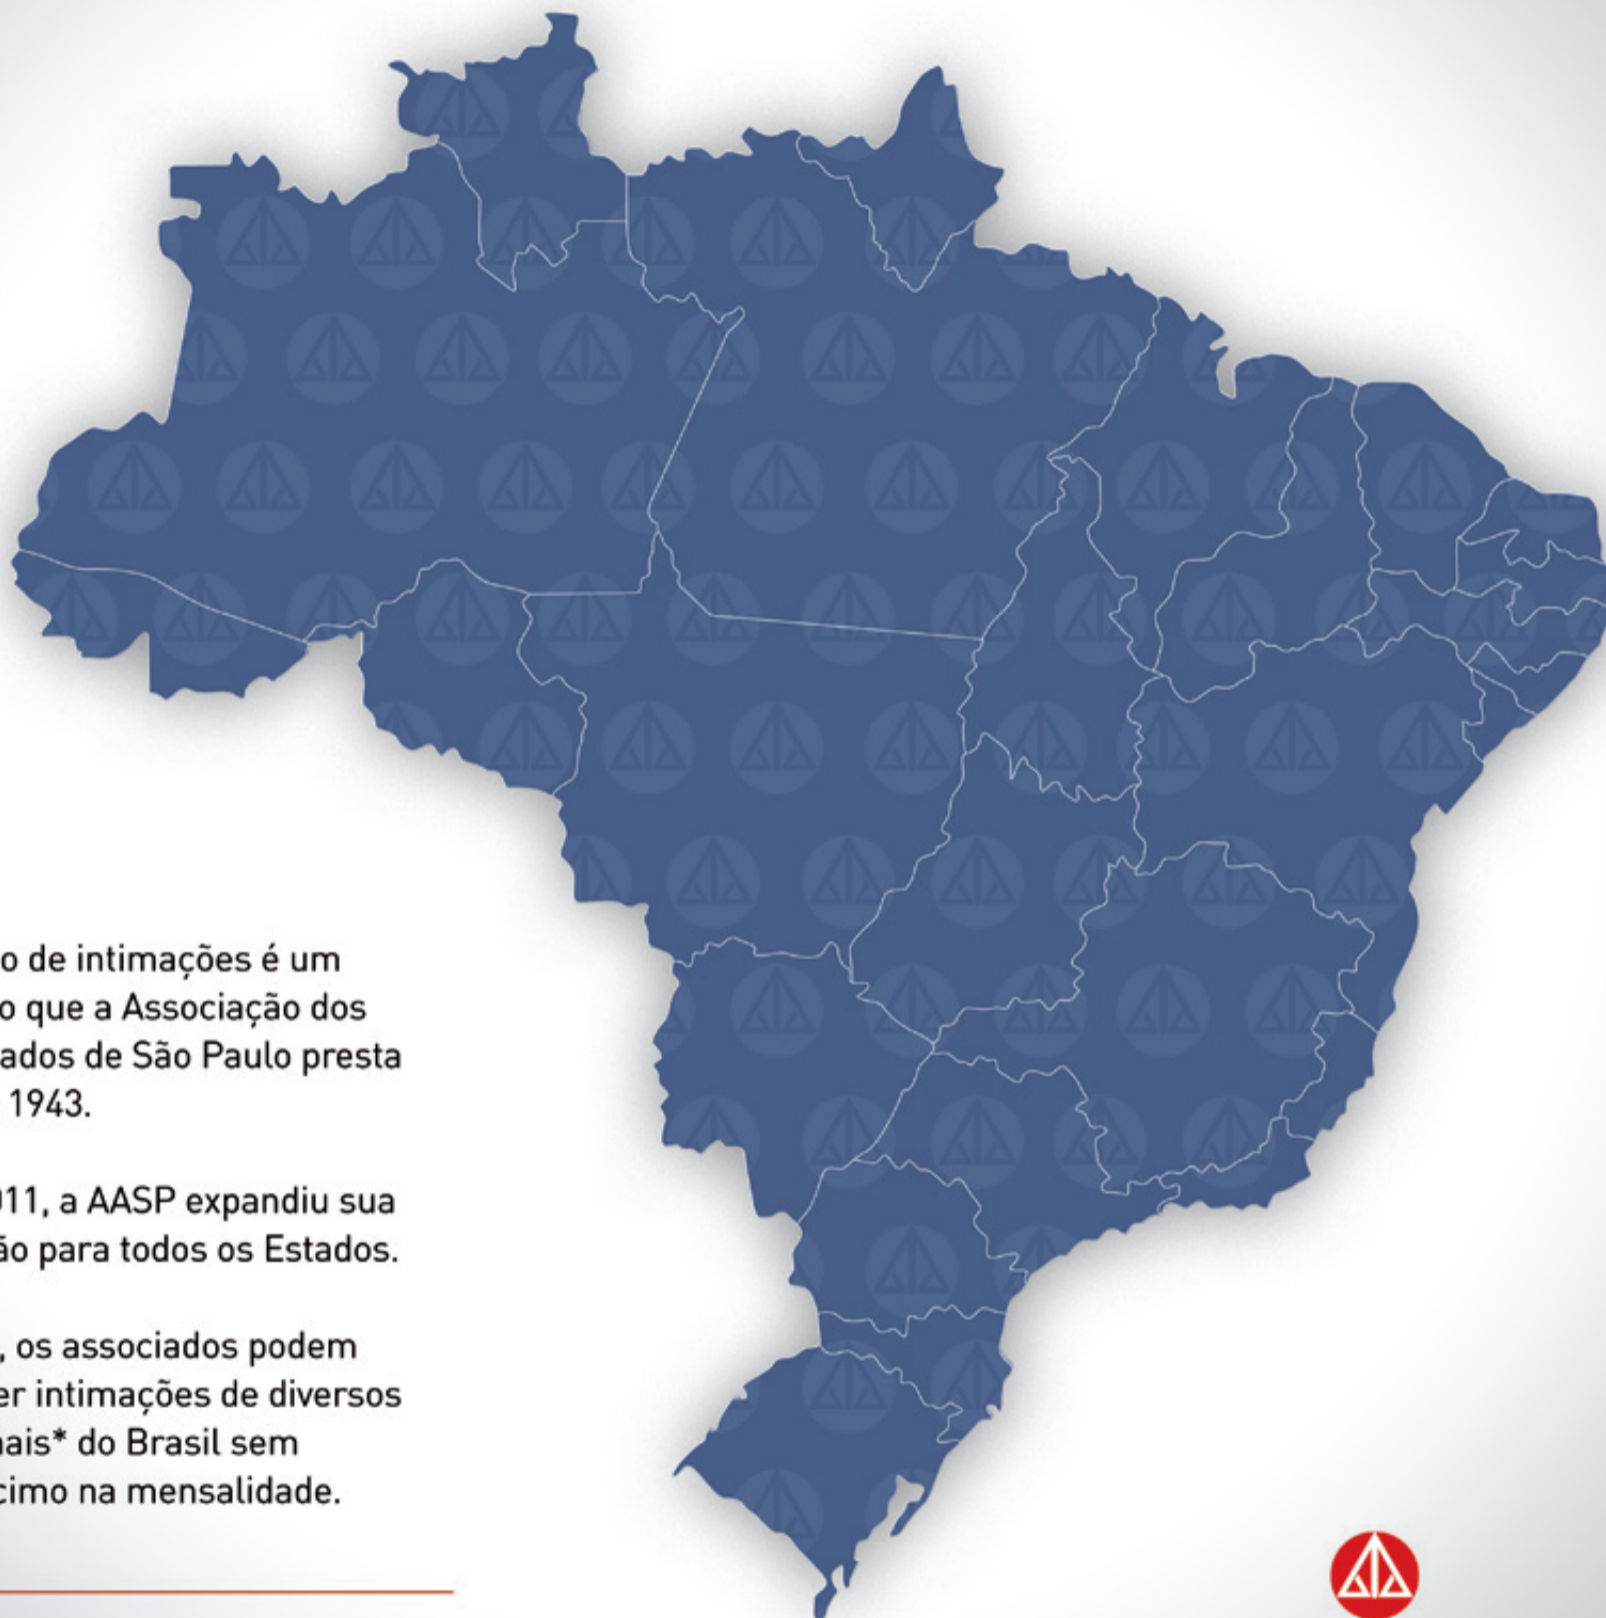 o de intimações é um
o que a Associação dos
ados de São Paulo presta
1943.
011, a AASP expandiu sua
ão para todos os Estados.
, os associados podem
er intimações de diversos
nais* do Brasil sem
cimo na mensalidade.